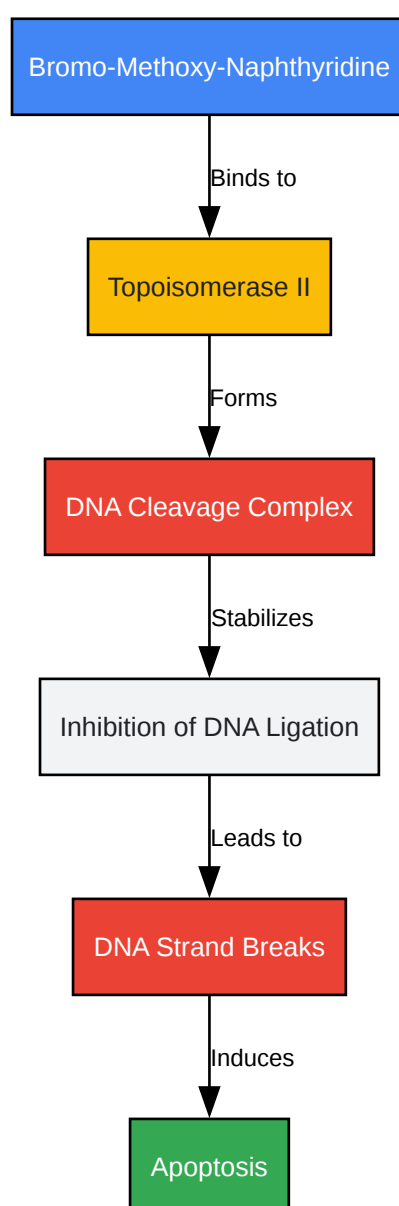 Bromo-Methoxy-Naphthyridine
Binds to
Topoisomerase II
Forms
DNA Cleavage Complex
Stabilizes
Inhibition of DNA Ligation
Leads to
DNA Strand Breaks
Induces
Apoptosis